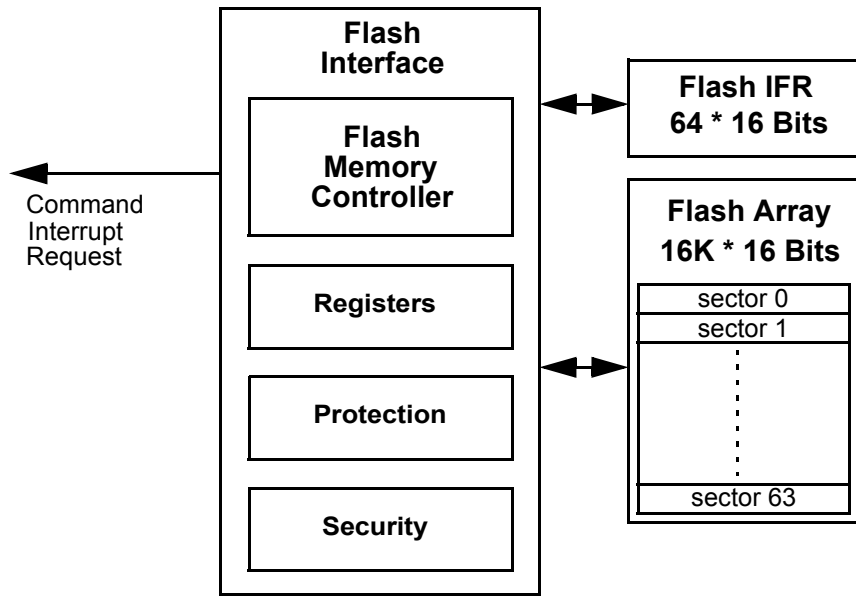 Flash
Interface
Flash
Memory
Controller
Registers
Protection
Security
Command
Interrupt
Request
Flash IFR
64 * 16 Bits
Flash Array
16K * 16 Bits
sector 0
sector 1
sector 63